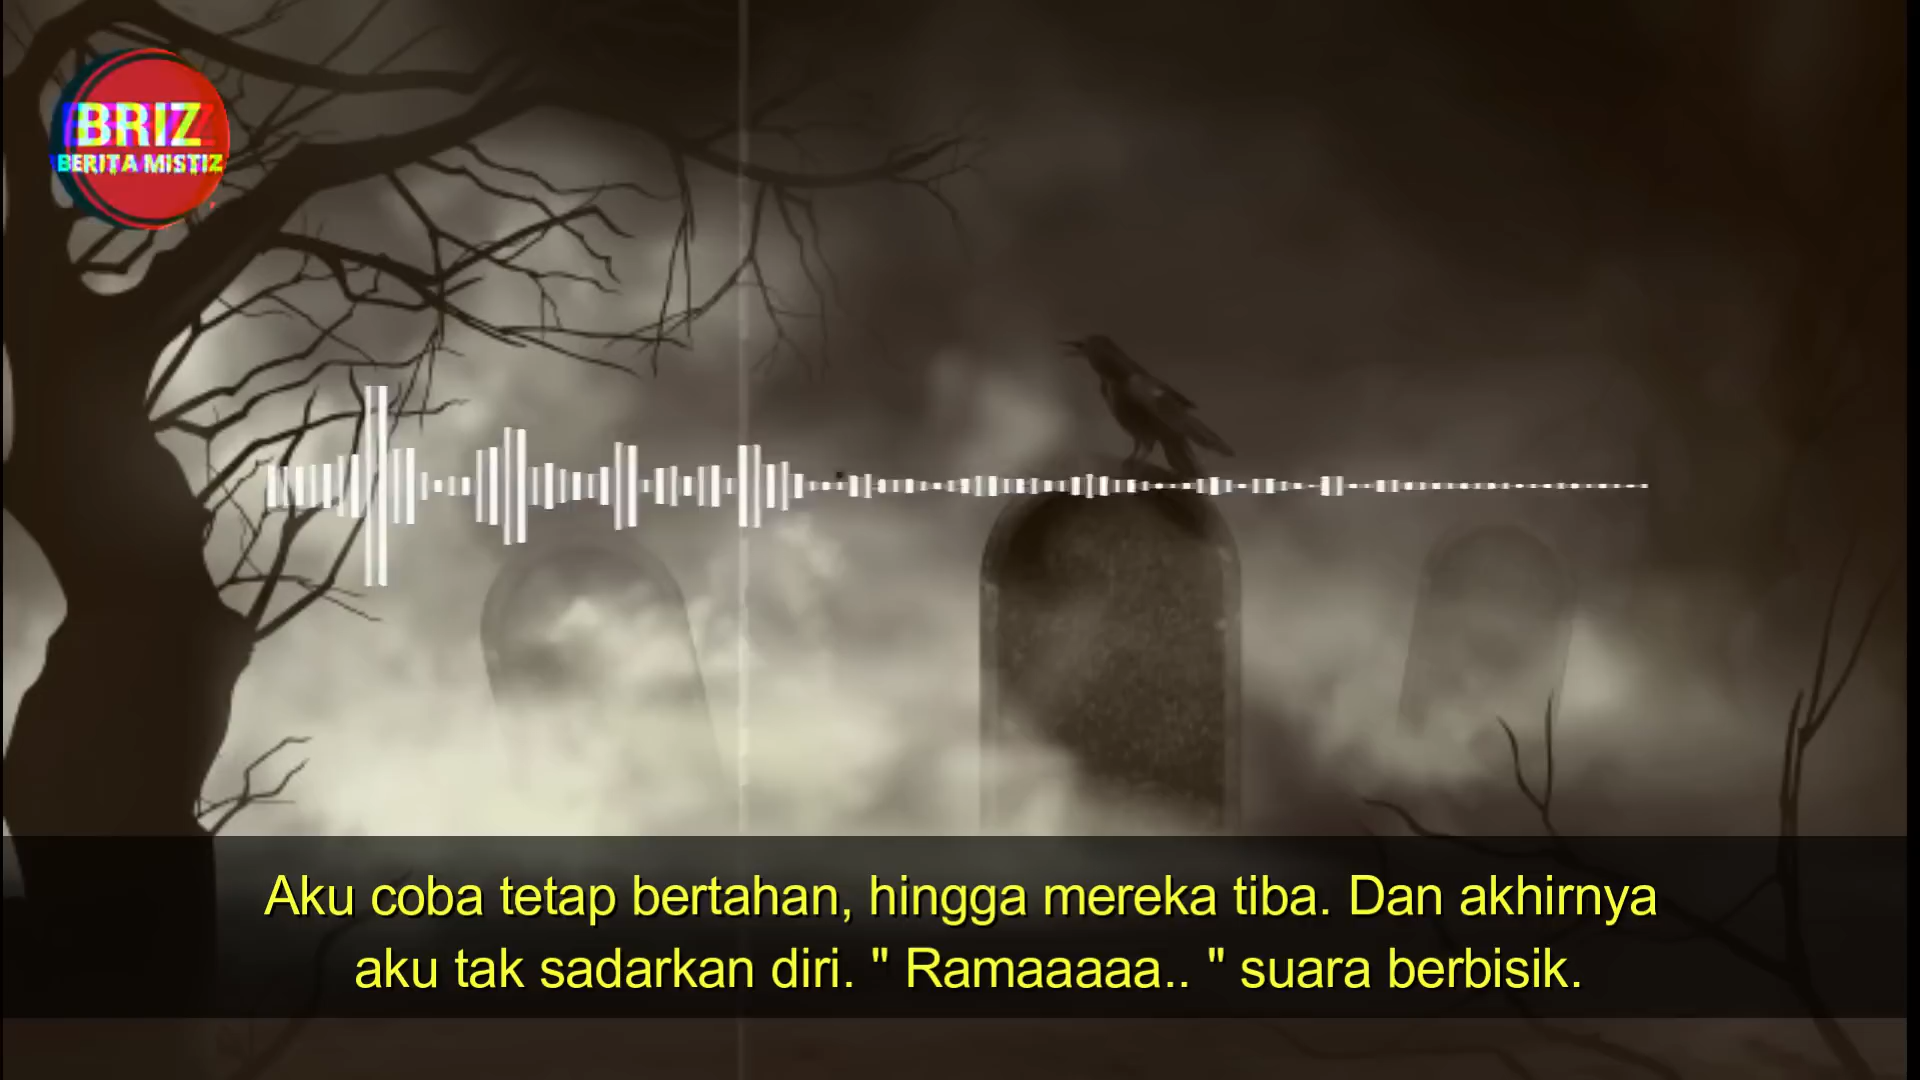 BRIZ
BERITA MISTIZ
Aku coba tetap bertahan, hingga mereka tiba. Dan akhirnya
aku tak sadarkan diri. " Ramaaaaa.. " suara berbisik.